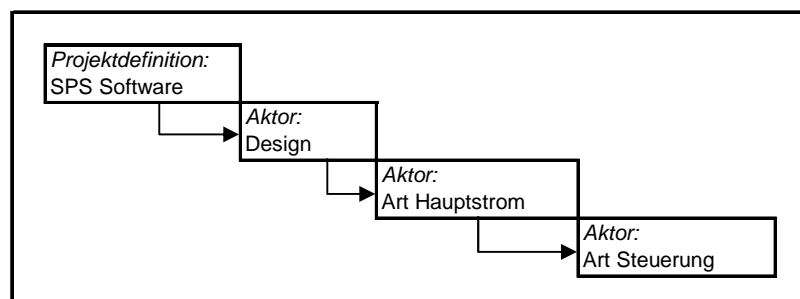 Projektdefinition:
SPS Software
Aktor:
Design
Aktor:
Art Hauptstrom
Aktor:
Art Steuerung